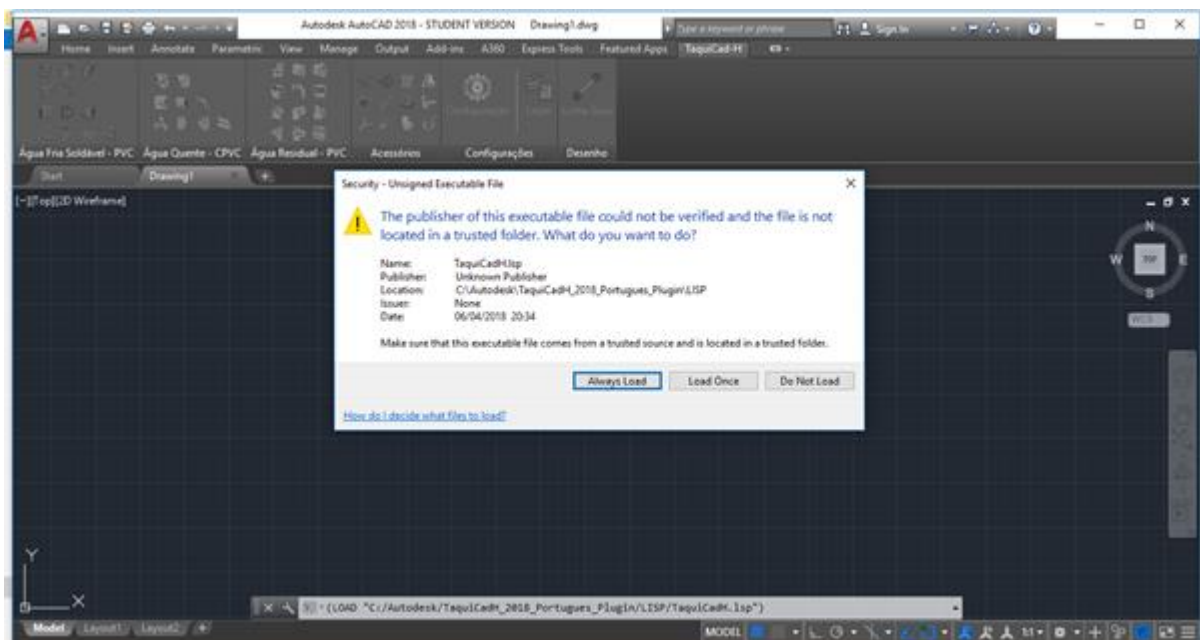 Autodesk AutoCAD 2018 - STUDENT VERSION Drawing1.dwg
Type a keyword or phrase
Sign In
Home Insert Annotate Parametric View Manage Output Add-ins A360 Express Tools Featured Apps TaquiCad-H
Água Fria Soldável - PVC Água Quente - CPVC Água Residual - PVC Acessórios Configurações Desenho
Start Drawing1
[-][Top][2D Wireframe]
N
W TOP E
S
WCS
Security - Unsigned Executable File
The publisher of this executable file could not be verified and the file is not
located in a trusted folder. What do you want to do?
Name: TaquiCadH.lsp
Publisher: Unknown Publisher
Location: C:\Autodesk\TaquiCadH_2018_Portugues_Plugin\LISP
Issuer: None
Date: 06/04/2018 20:34
Make sure that this executable file comes from a trusted source and is located in a trusted folder.
Always Load Load Once Do Not Load
How do I decide what files to load?
Y
X
(LOAD "C:/Autodesk/TaquiCadH_2018_Portugues_Plugin/LISP/TaquiCadH.lsp")
Model Layout1 Layout2 +
MODEL 1:1